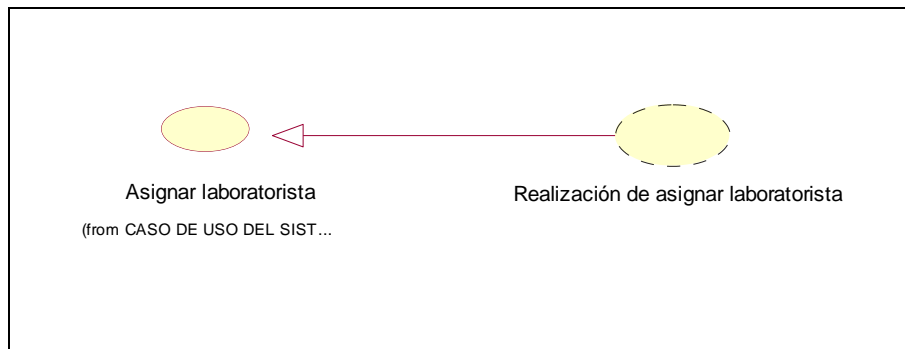 Asignar laboratorista
Realización de asignar laboratorista
(from CASO DE USO DEL SIST...